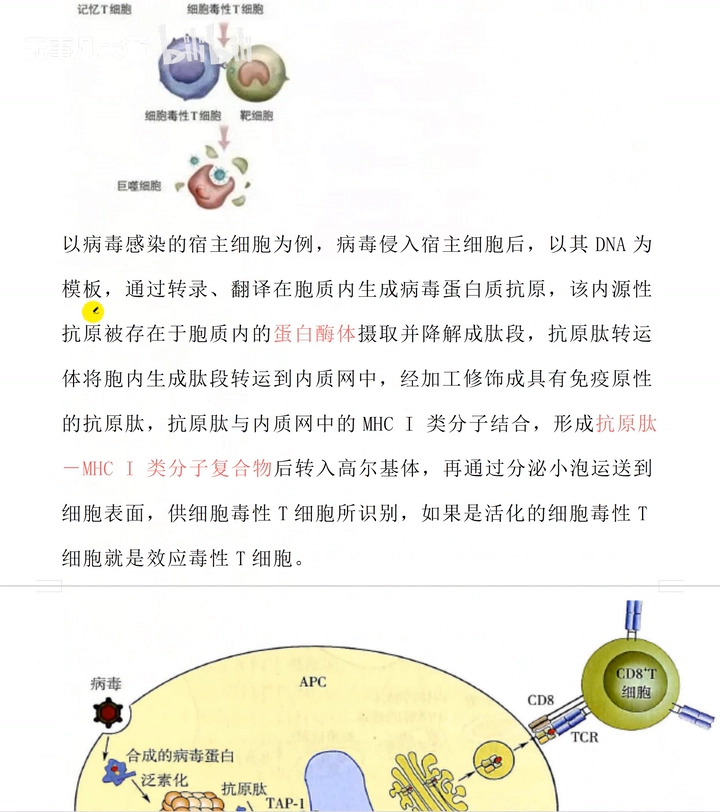 记忆T细胞
细胞毒性T细胞
bilibili
细胞毒性T细胞
靶细胞
巨噬细胞
以病毒感染的宿主细胞为例，病毒侵入宿主细胞后，以其 DNA 为
模板，通过转录、翻译在胞质内生成病毒蛋白质抗原，该内源性
抗原被存在于胞质内的蛋白酶体摄取并降解成肽段，抗原肽转运
体将胞内生成肽段转运到内质网中，经加工修饰成具有免疫原性
的抗原肽，抗原肽与内质网中的 MHC I 类分子结合，形成抗原肽
－MHC I 类分子复合物后转入高尔基体，再通过分泌小泡运送到
细胞表面，供细胞毒性 T 细胞所识别，如果是活化的细胞毒性 T
细胞就是效应毒性 T 细胞。
病毒
APC
CD8
CD8⁺T
细胞
TCR
合成的病毒蛋白
泛素化
抗原肽
TAP-1